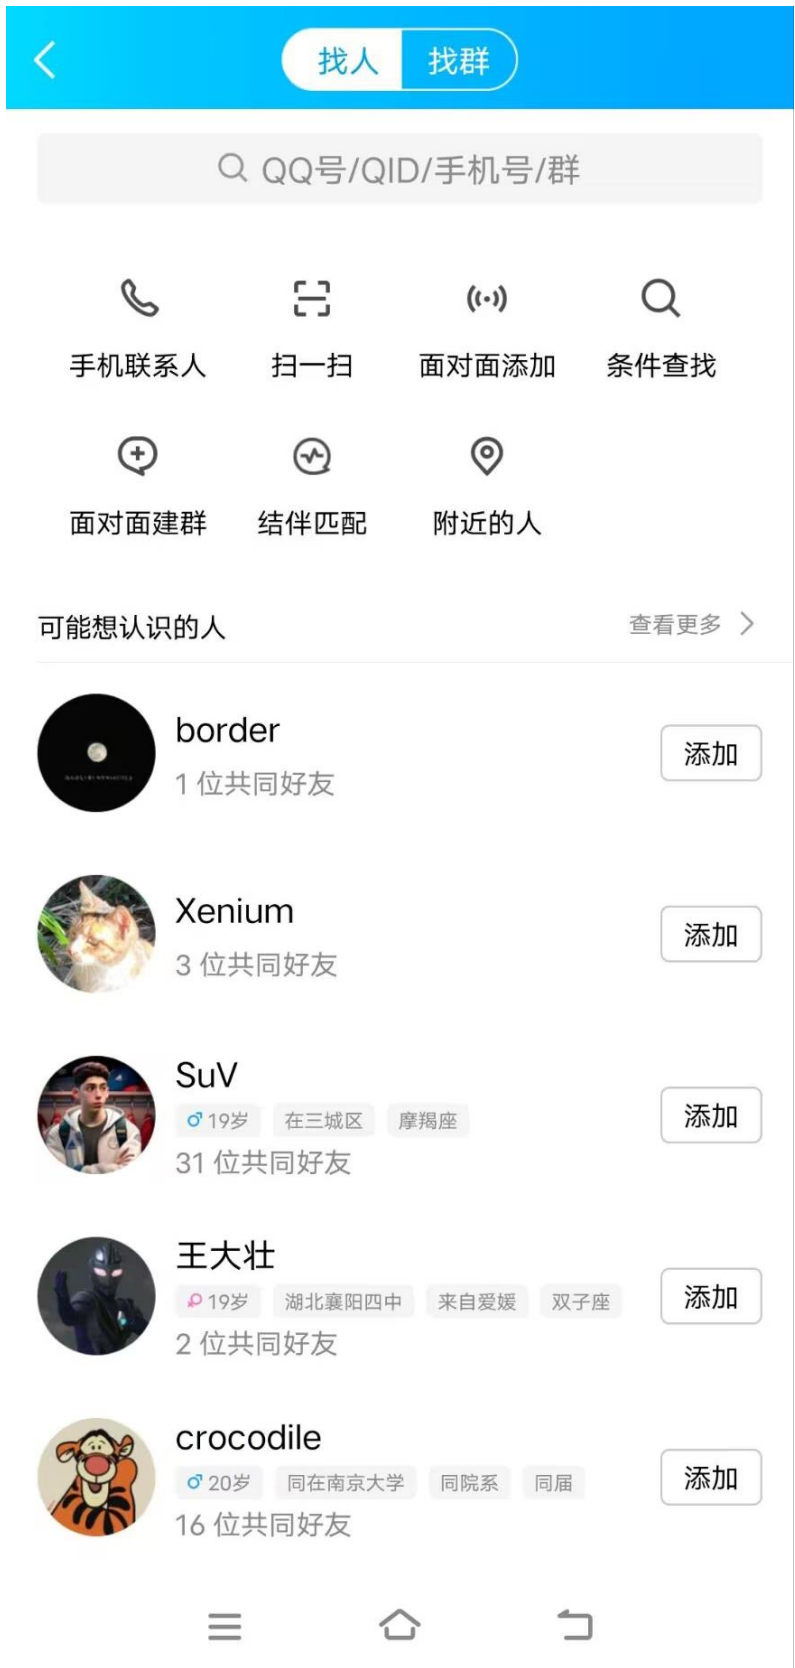 找人 找群
QQ号/QID/手机号/群
手机联系人 扫一扫 面对面添加 条件查找
面对面建群 结伴匹配 附近的人
可能想认识的人 查看更多
border
1 位共同好友
添加
Xenium
3 位共同好友
添加
SuV
19岁 在三城区 摩羯座
31 位共同好友
添加
王大壮
19岁 湖北襄阳四中 来自爱媛 双子座
2 位共同好友
添加
crocodile
20岁 同在南京大学 同院系 同届
16 位共同好友
添加